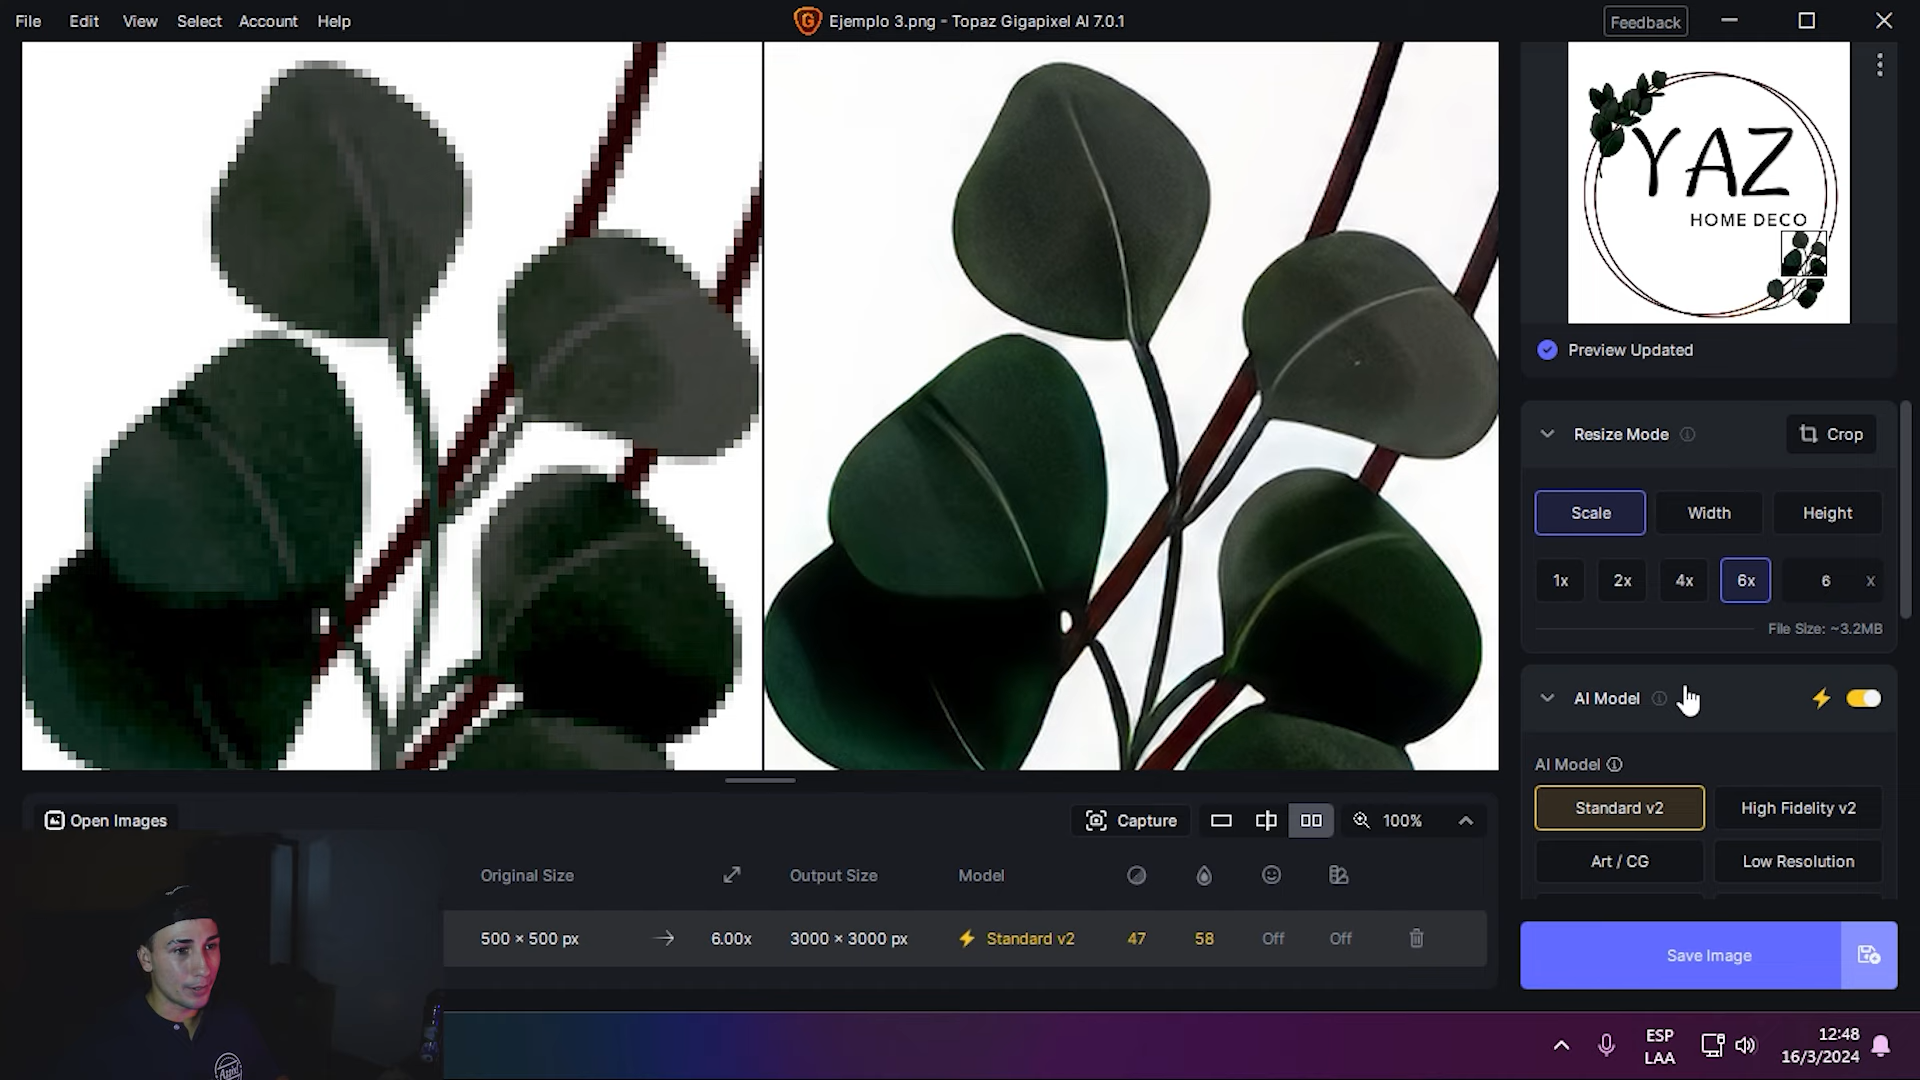 File Edit View Select Account Help
Ejemplo 3.png - Topaz Gigapixel AI 7.0.1
Feedback
YAZ
HOME DECO
Preview Updated
Resize Mode
Crop
Scale Width Height
1x 2x 4x 6x 6 x
File Size: ~3.2MB
AI Model
AI Model
Standard v2 High Fidelity v2
Art / CG Low Resolution
Open Images
Capture
100%
Original Size Output Size Model
500 × 500 px 6.00x 3000 × 3000 px Standard v2 47 58 Off Off
Save Image
ESP
LAA
12:48
16/3/2024